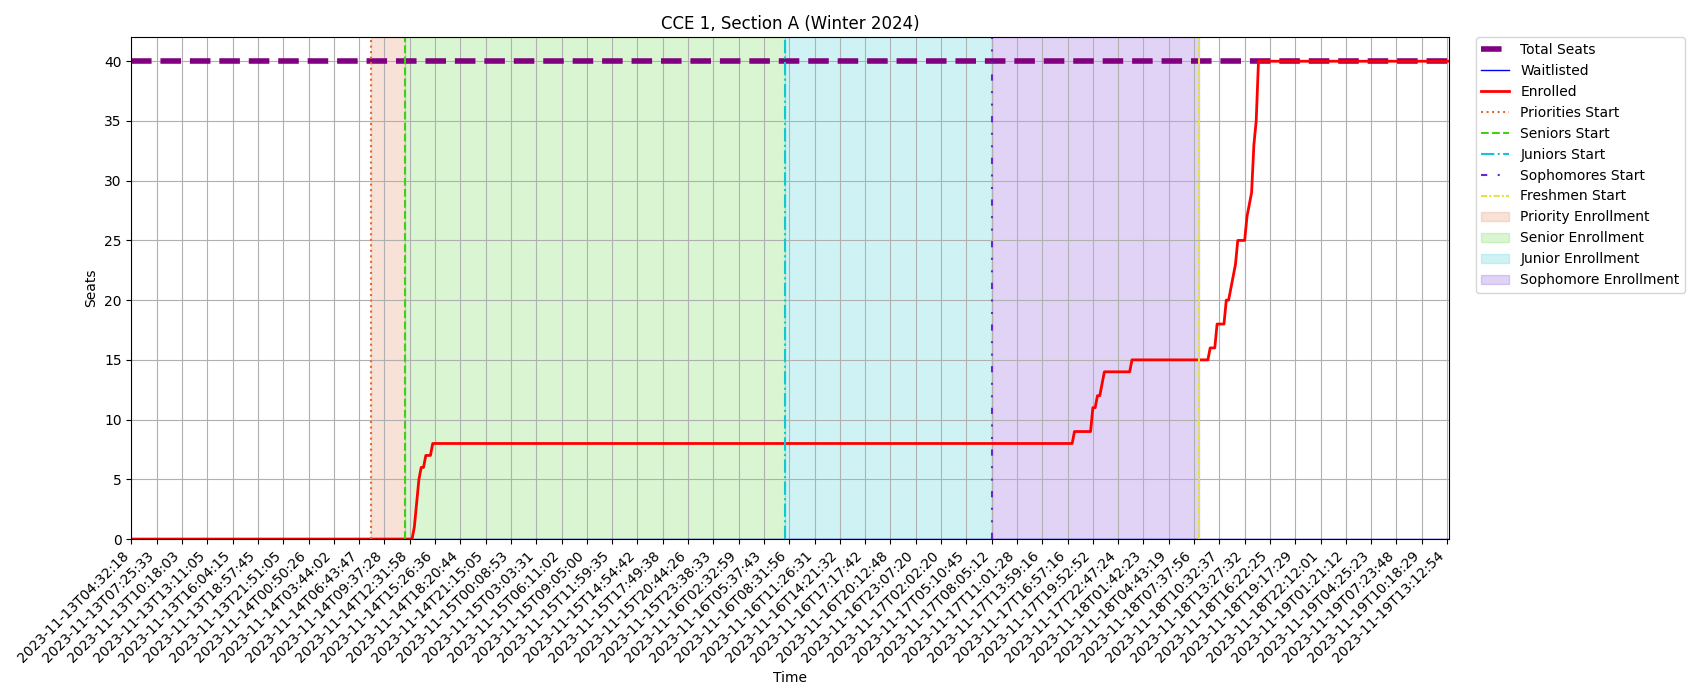 CCE 1, Section A (Winter 2024)
40
35
30
25
20
15
10
5
0
Seats
2023-11-13T04:32:18
2023-11-13T07:25:33
2023-11-13T10:18:03
2023-11-13T13:11:05
2023-11-13T16:04:15
2023-11-13T18:57:45
2023-11-13T21:51:05
2023-11-14T00:50:26
2023-11-14T03:44:02
2023-11-14T06:43:47
2023-11-14T09:37:28
2023-11-14T12:31:58
2023-11-14T15:26:36
2023-11-14T18:20:44
2023-11-14T21:15:05
2023-11-15T00:08:53
2023-11-15T03:03:31
2023-11-15T06:11:02
2023-11-15T09:05:00
2023-11-15T11:59:35
2023-11-15T14:54:42
2023-11-15T17:49:38
2023-11-15T20:44:26
2023-11-15T23:38:33
2023-11-16T02:32:59
2023-11-16T05:37:43
2023-11-16T08:31:56
2023-11-16T11:26:31
2023-11-16T14:21:32
2023-11-16T17:17:42
2023-11-16T20:12:48
2023-11-16T23:07:20
2023-11-17T02:02:20
2023-11-17T05:10:45
2023-11-17T08:05:12
2023-11-17T11:01:28
2023-11-17T13:59:16
2023-11-17T16:57:16
2023-11-17T19:52:52
2023-11-17T22:47:24
2023-11-18T01:42:23
2023-11-18T04:43:19
2023-11-18T07:37:56
2023-11-18T10:32:37
2023-11-18T13:27:32
2023-11-18T16:22:25
2023-11-18T19:17:29
2023-11-18T22:12:01
2023-11-19T01:21:12
2023-11-19T04:25:23
2023-11-19T07:23:48
2023-11-19T10:18:29
2023-11-19T13:12:54
Time
Total Seats
Waitlisted
Enrolled
Priorities Start
Seniors Start
Juniors Start
Sophomores Start
Freshmen Start
Priority Enrollment
Senior Enrollment
Junior Enrollment
Sophomore Enrollment